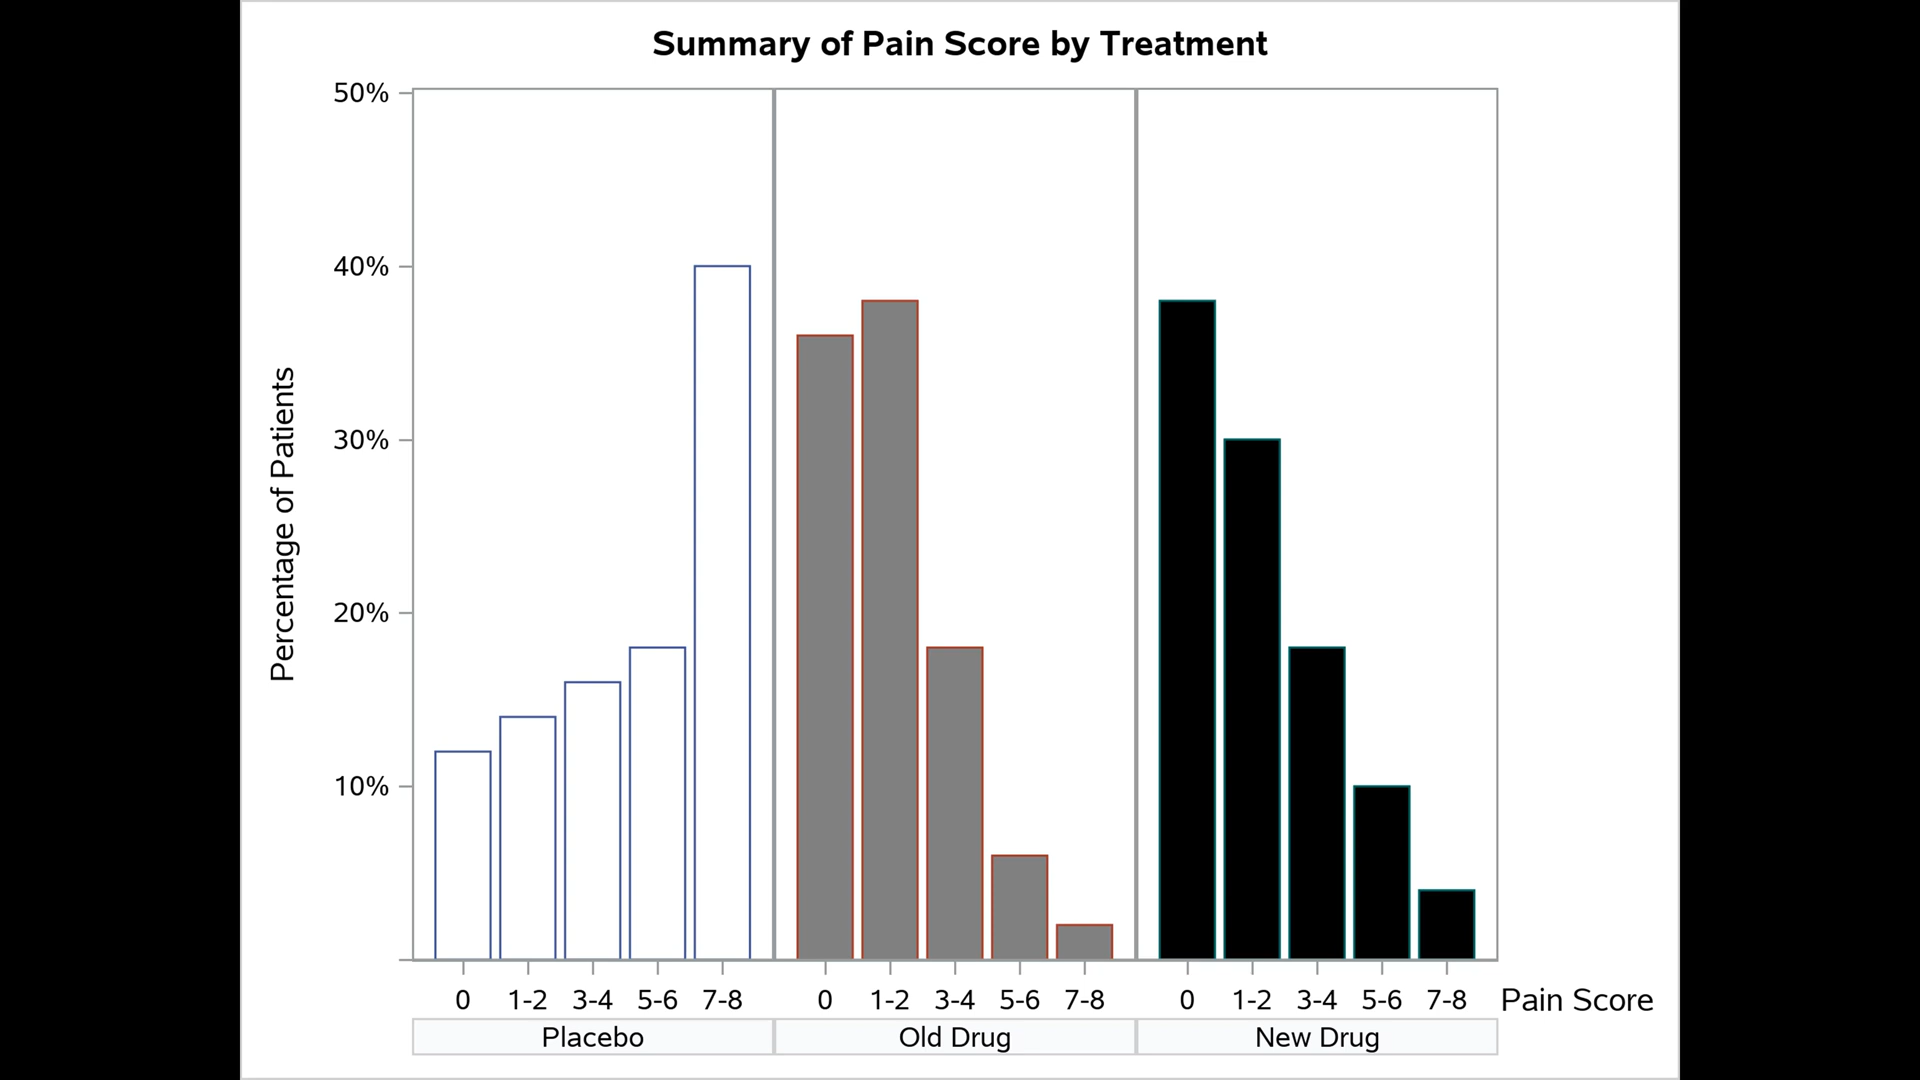 Summary of Pain Score by Treatment
50%
40%
30%
20%
10%
Percentage of Patients
0 1-2 3-4 5-6 7-8 0 1-2 3-4 5-6 7-8 0 1-2 3-4 5-6 7-8 Pain Score
Placebo Old Drug New Drug